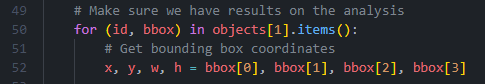 49 # Make sure we have results on the analysis
50 for (id, bbox) in objects[1].items():
51 # Get bounding box coordinates
52 x, y, w, h = bbox[0], bbox[1], bbox[2], bbox[3]